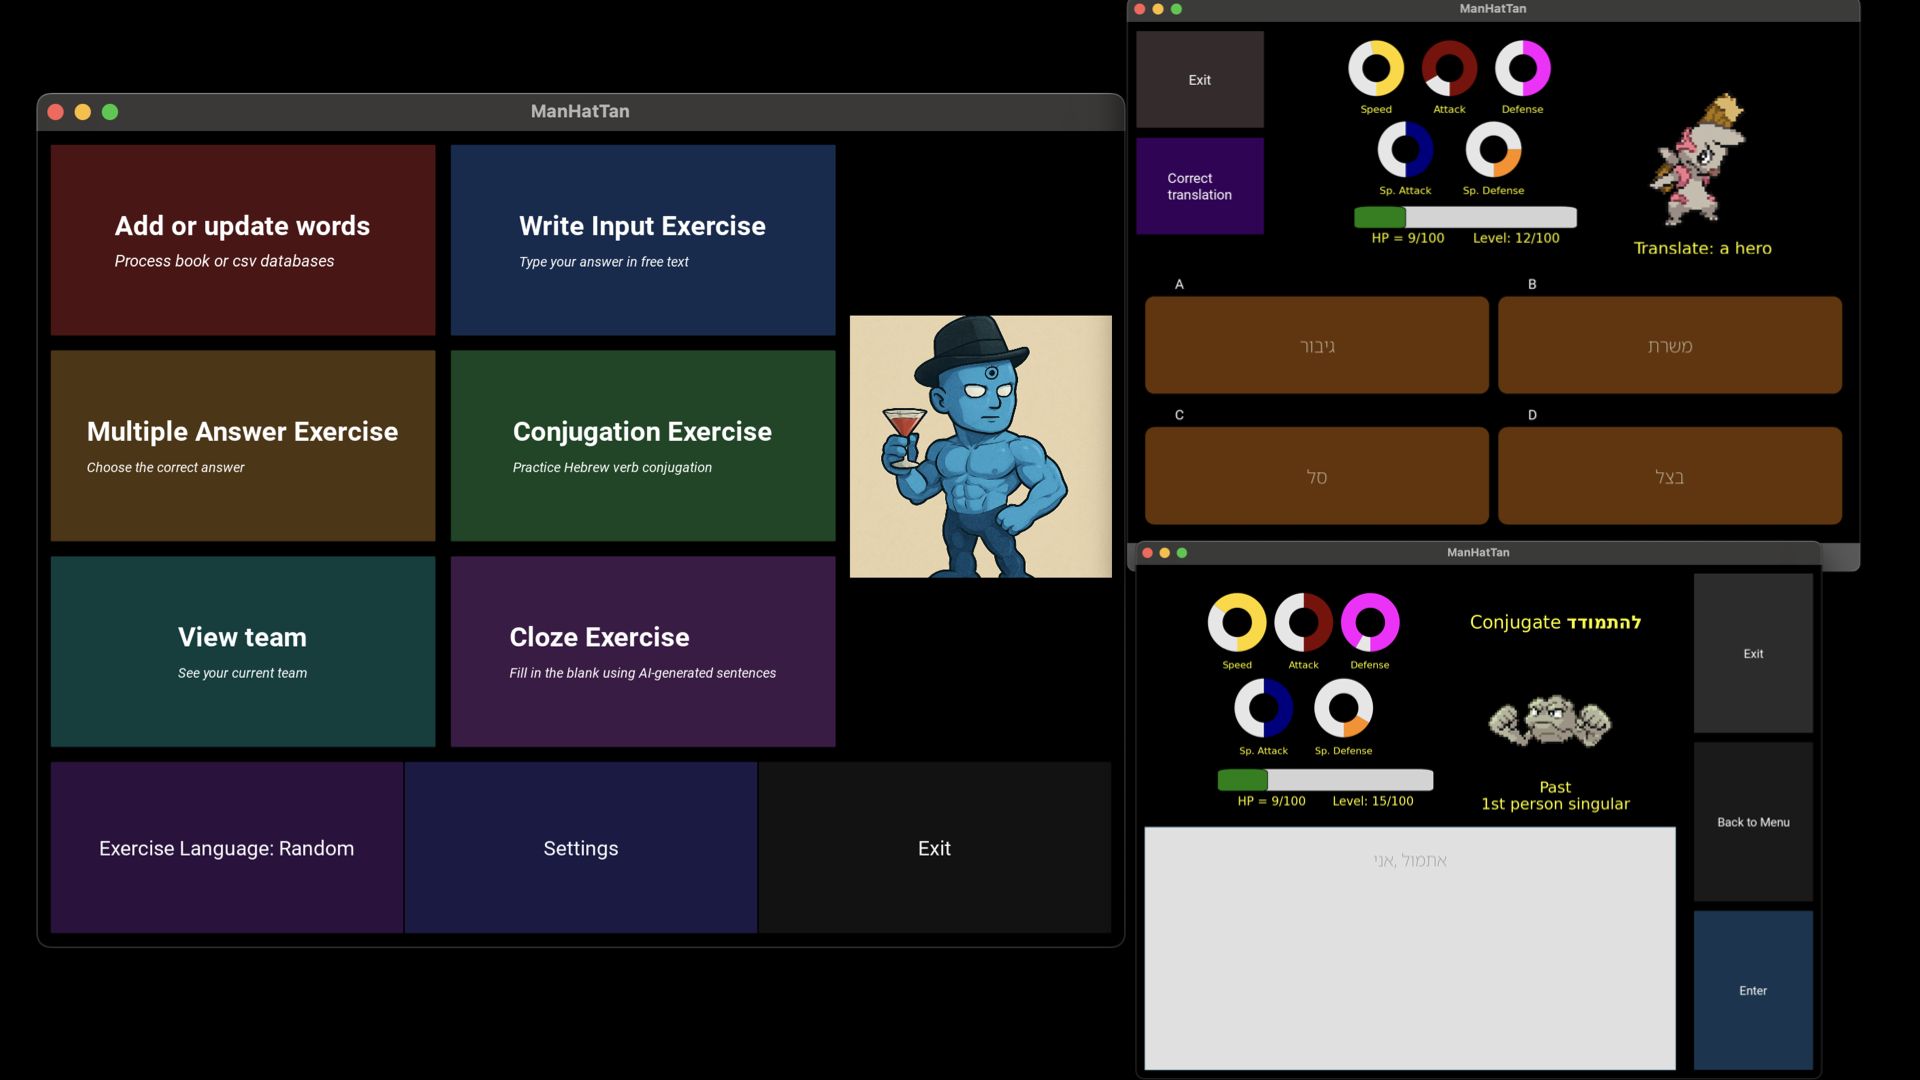 ManHatTan
Add or update words
Process book or csv databases
Write Input Exercise
Type your answer in free text
Multiple Answer Exercise
Choose the correct answer
Conjugation Exercise
Practice Hebrew verb conjugation
View team
See your current team
Cloze Exercise
Fill in the blank using AI-generated sentences
Exercise Language: Random
Settings
Exit
ManHatTan
Exit
Correct
translation
Speed
Attack
Defense
Sp. Attack
Sp. Defense
HP = 9/100
Level: 12/100
Translate: a hero
A
גיבור
B
משרת
C
סל
D
בצל
ManHatTan
Speed
Attack
Defense
Sp. Attack
Sp. Defense
HP = 9/100
Level: 15/100
Conjugate להתמודד
Past
1st person singular
אתמול ,אני
Exit
Back to Menu
Enter